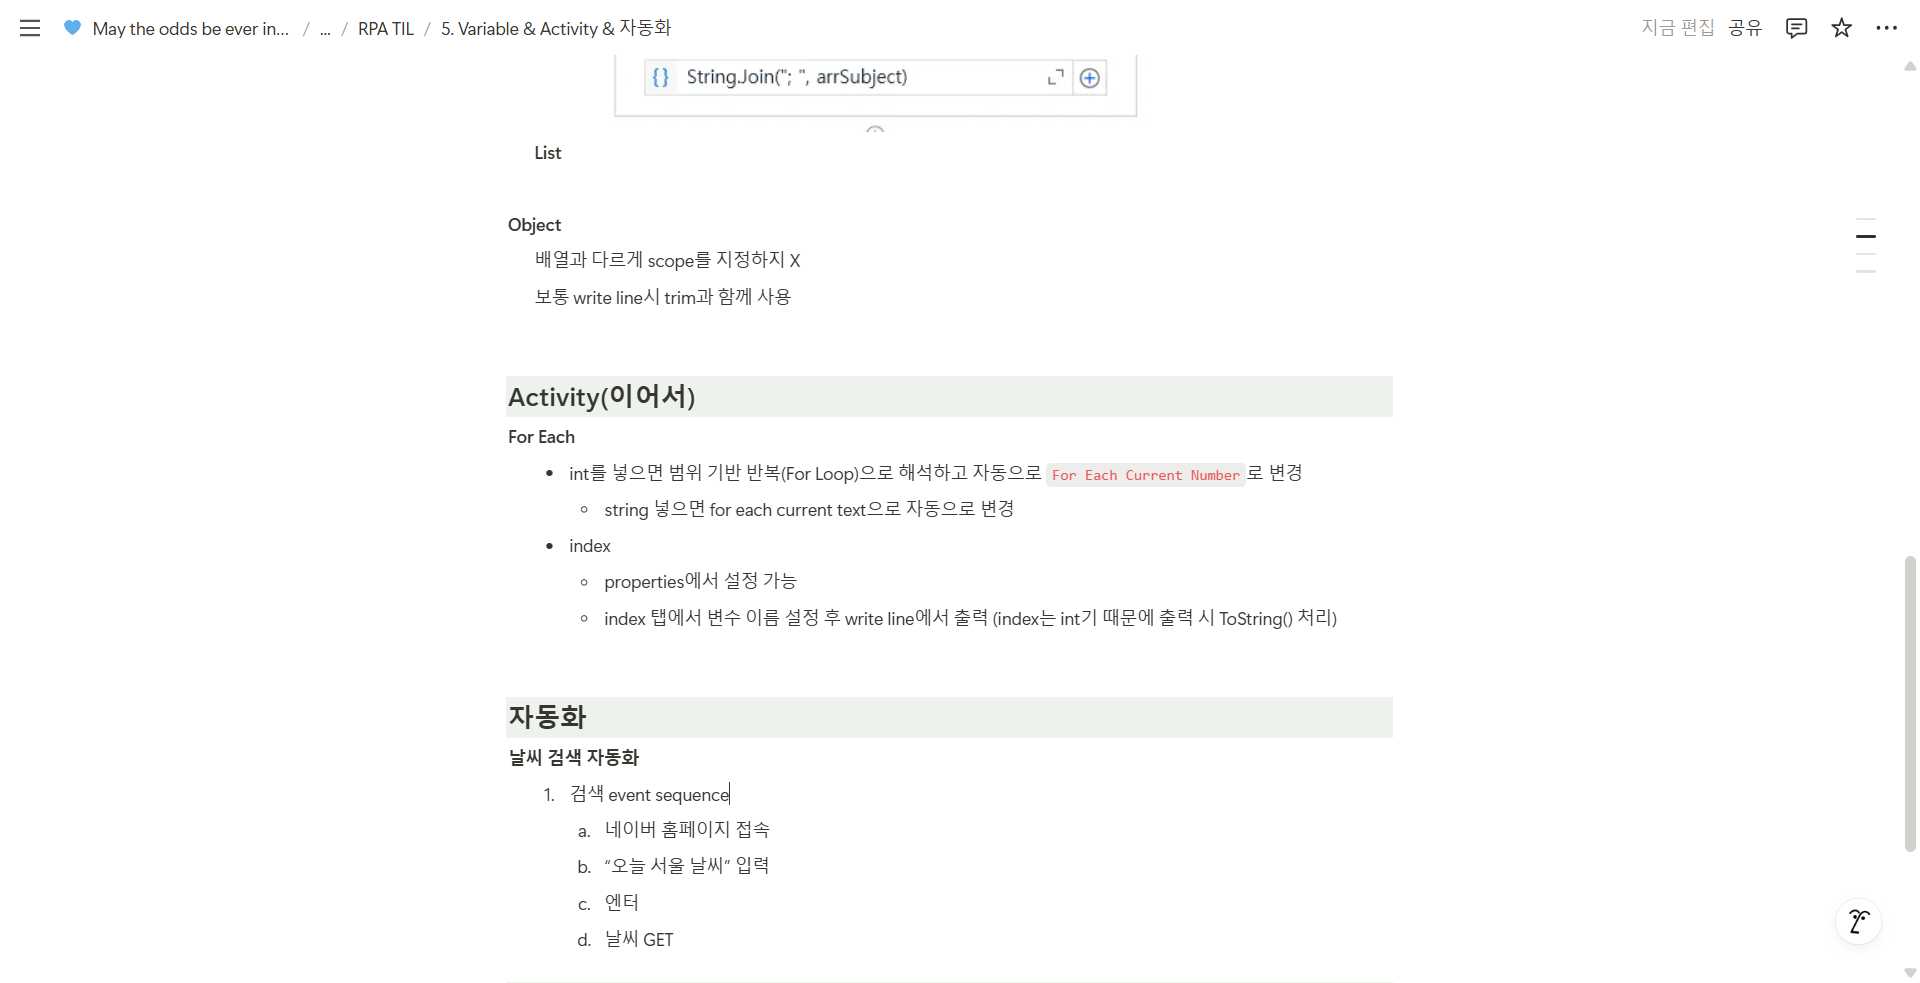 May the odds be ever in... / ... / RPA TIL / 5. Variable & Activity & 자동화
지금 편집 공유
{} String.Join("; ", arrSubject)
List
Object
배열과 다르게 scope를 지정하지 X
보통 write line시 trim과 함께 사용
Activity(이어서)
For Each
• int를 넣으면 범위 기반 반복(For Loop)으로 해석하고 자동으로 For Each Current Number로 변경
◦ string 넣으면 for each current text으로 자동으로 변경
• index
◦ properties에서 설정 가능
◦ index 탭에서 변수 이름 설정 후 write line에서 출력 (index는 int기 때문에 출력 시 ToString() 처리)
자동화
날씨 검색 자동화
1. 검색 event sequence
a. 네이버 홈페이지 접속
b. “오늘 서울 날씨” 입력
c. 엔터
d. 날씨 GET